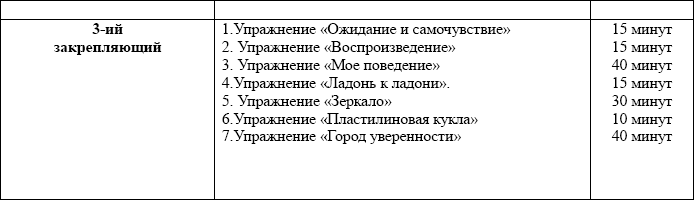 3-ий
закрепляющий
1.Упражнение «Ожидание и самочувствие»
2. Упражнение «Воспроизведение»
3. Упражнение «Мое поведение»
4.Упражнение «Ладонь к ладони».
5. Упражнение «Зеркало»
6.Упражнение «Пластилиновая кукла»
7.Упражнение «Город уверенности»
15 минут
15 минут
40 минут
15 минут
30 минут
10 минут
40 минут